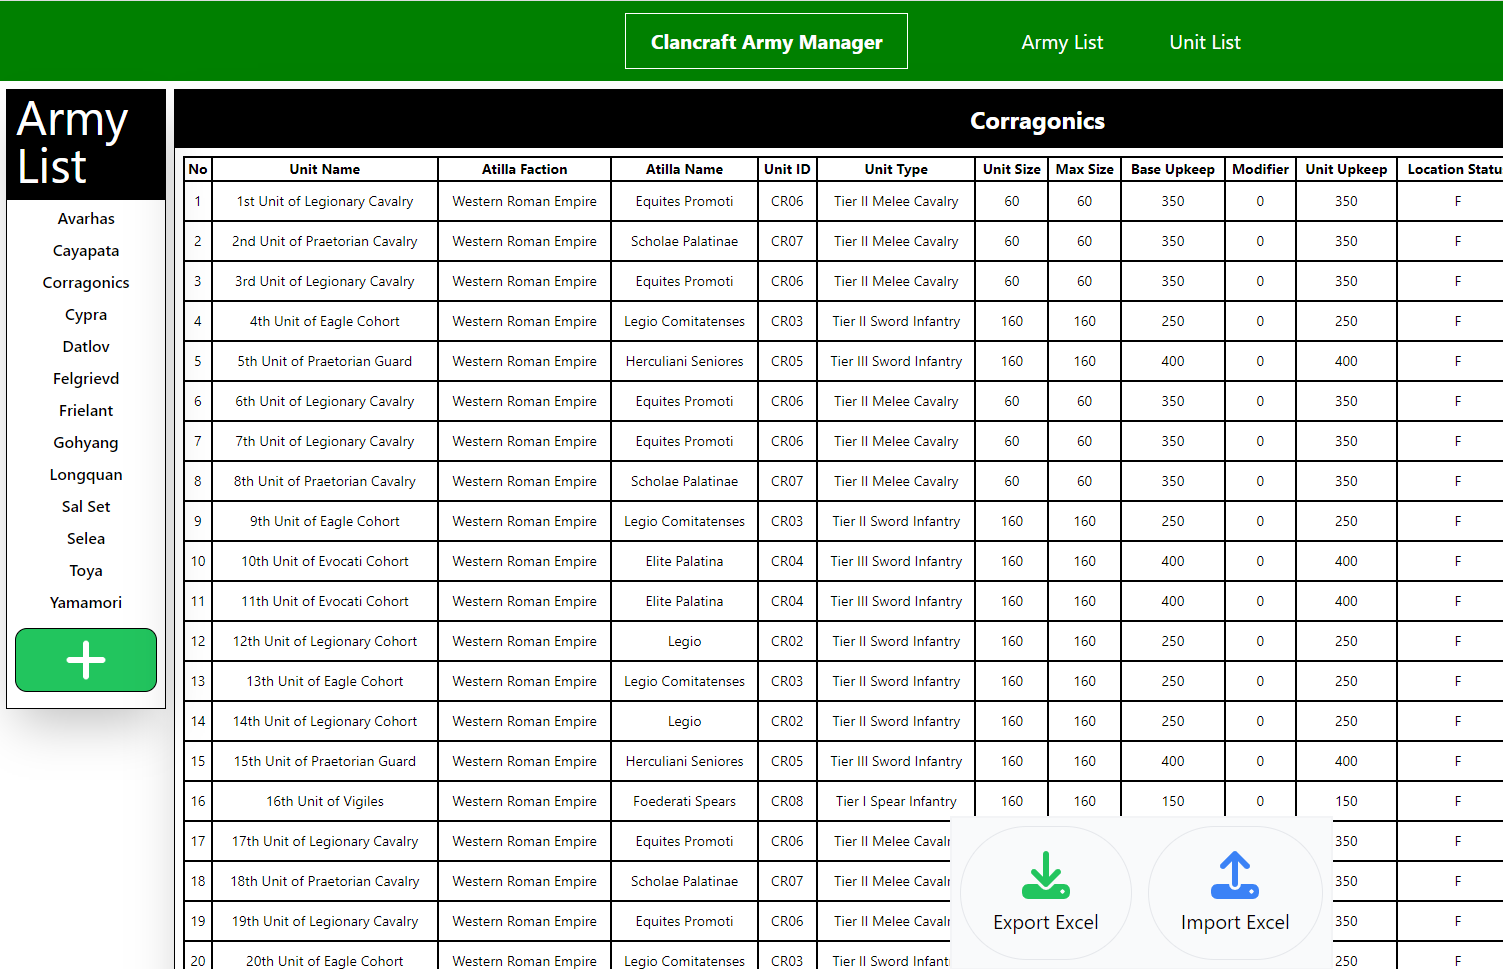 Clancraft Army Manager Army List Unit List
Army
List
Avarhas
Cayapata
Corragonics
Cypra
Datlov
Felgrievd
Frielant
Gohyang
Longquan
Sal Set
Selea
Toya
Yamamori
Corragonics
No Unit Name Atilla Faction Atilla Name Unit ID Unit Type Unit Size Max Size Base Upkeep Modifier Unit Upkeep Location Statu
1 1st Unit of Legionary Cavalry Western Roman Empire Equites Promoti CR06 Tier II Melee Cavalry 60 60 350 0 350 F
2 2nd Unit of Praetorian Cavalry Western Roman Empire Scholae Palatinae CR07 Tier II Melee Cavalry 60 60 350 0 350 F
3 3rd Unit of Legionary Cavalry Western Roman Empire Equites Promoti CR06 Tier II Melee Cavalry 60 60 350 0 350 F
4 4th Unit of Eagle Cohort Western Roman Empire Legio Comitatenses CR03 Tier II Sword Infantry 160 160 250 0 250 F
5 5th Unit of Praetorian Guard Western Roman Empire Herculiani Seniores CR05 Tier III Sword Infantry 160 160 400 0 400 F
6 6th Unit of Legionary Cavalry Western Roman Empire Equites Promoti CR06 Tier II Melee Cavalry 60 60 350 0 350 F
7 7th Unit of Legionary Cavalry Western Roman Empire Equites Promoti CR06 Tier II Melee Cavalry 60 60 350 0 350 F
8 8th Unit of Praetorian Cavalry Western Roman Empire Scholae Palatinae CR07 Tier II Melee Cavalry 60 60 350 0 350 F
9 9th Unit of Eagle Cohort Western Roman Empire Legio Comitatenses CR03 Tier II Sword Infantry 160 160 250 0 250 F
10 10th Unit of Evocati Cohort Western Roman Empire Elite Palatina CR04 Tier III Sword Infantry 160 160 400 0 400 F
11 11th Unit of Evocati Cohort Western Roman Empire Elite Palatina CR04 Tier III Sword Infantry 160 160 400 0 400 F
12 12th Unit of Legionary Cohort Western Roman Empire Legio CR02 Tier II Sword Infantry 160 160 250 0 250 F
13 13th Unit of Eagle Cohort Western Roman Empire Legio Comitatenses CR03 Tier II Sword Infantry 160 160 250 0 250 F
14 14th Unit of Legionary Cohort Western Roman Empire Legio CR02 Tier II Sword Infantry 160 160 250 0 250 F
15 15th Unit of Praetorian Guard Western Roman Empire Herculiani Seniores CR05 Tier III Sword Infantry 160 160 400 0 400 F
16 16th Unit of Vigiles Western Roman Empire Foederati Spears CR08 Tier I Spear Infantry 160 160 150 0 150 F
17 17th Unit of Legionary Cavalry Western Roman Empire Equites Promoti CR06 Tier II Melee Cavalr 350 F
18 18th Unit of Praetorian Cavalry Western Roman Empire Scholae Palatinae CR07 Tier II Melee Cavalr 350 F
19 19th Unit of Legionary Cavalry Western Roman Empire Equites Promoti CR06 Tier II Melee Cavalr 350 F
20 20th Unit of Eagle Cohort Western Roman Empire Legio Comitatenses CR03 Tier II Sword Infant 250 F
Export Excel Import Excel